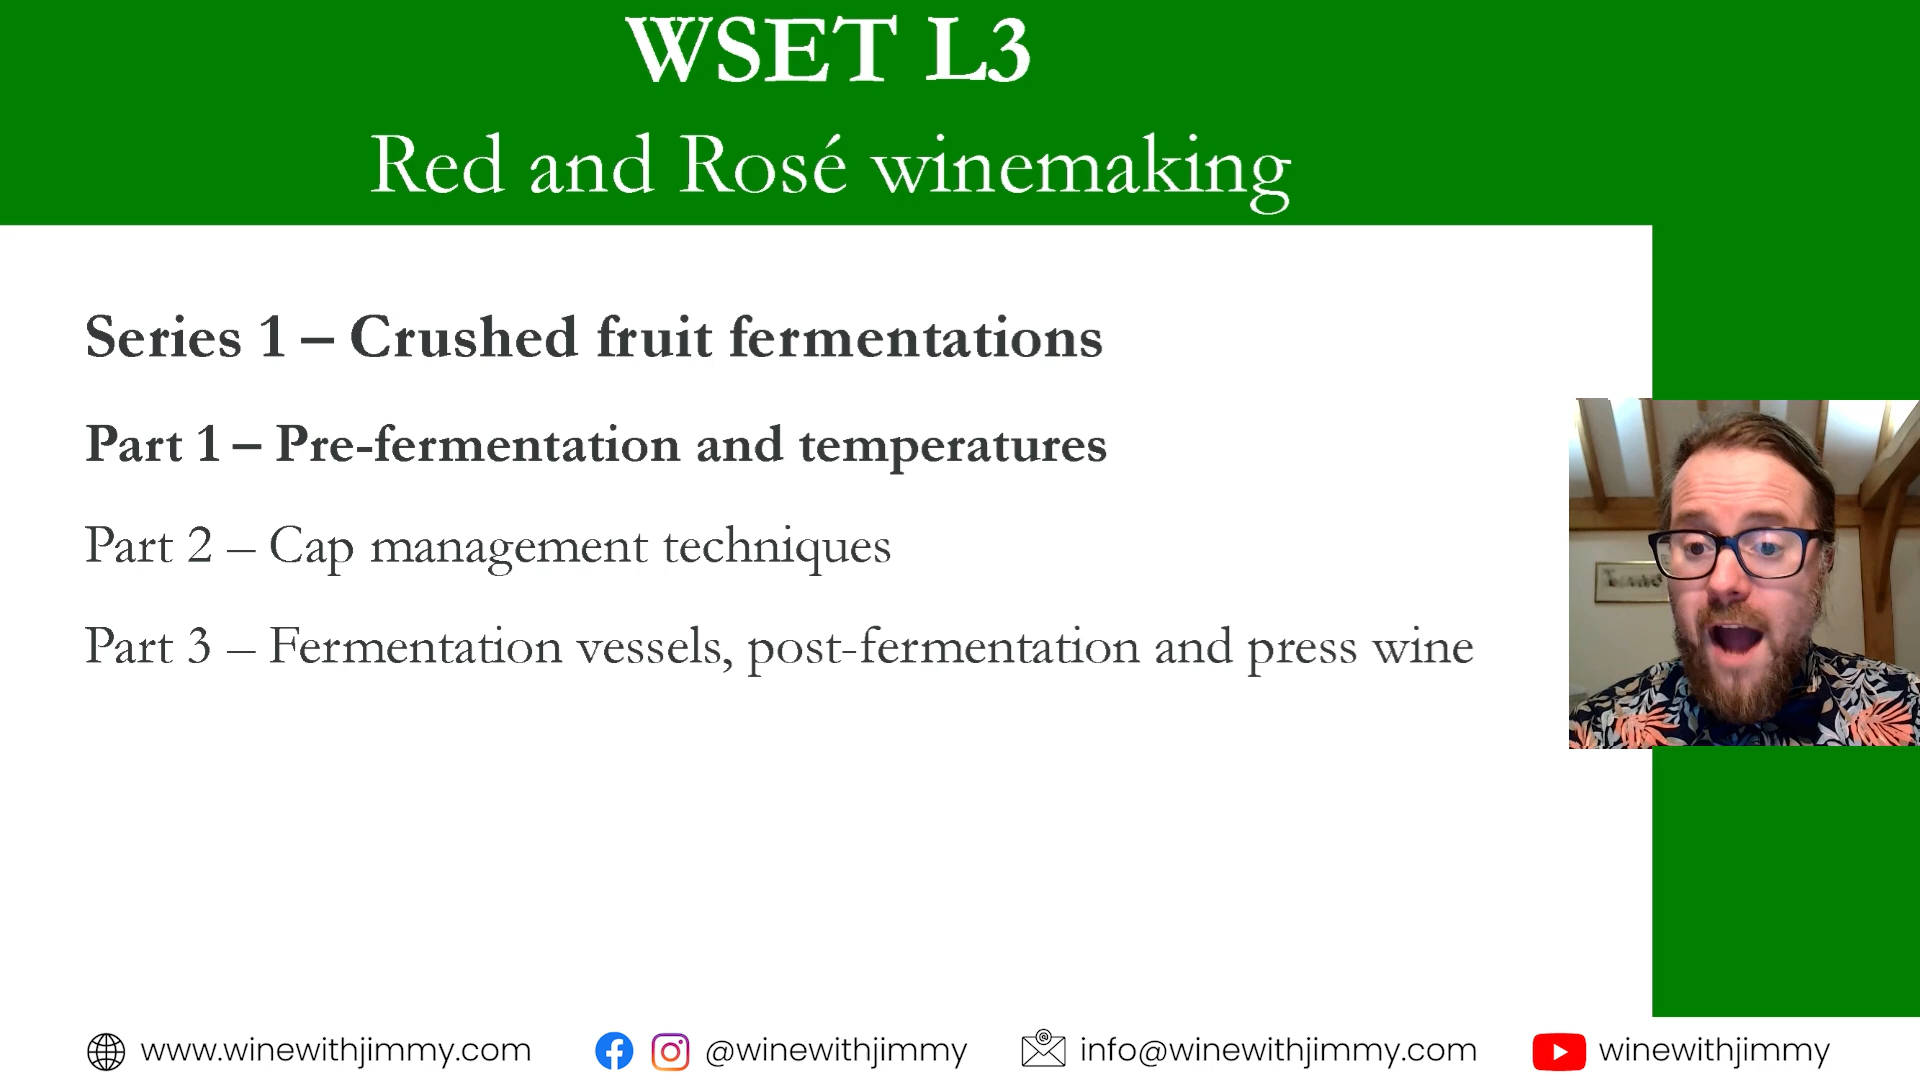 WSET L3
Red and Rosé winemaking
Series 1 – Crushed fruit fermentations
Part 1 – Pre-fermentation and temperatures
Part 2 – Cap management techniques
Part 3 – Fermentation vessels, post-fermentation and press wine
www.winewithjimmy.com @winewithjimmy info@winewithjimmy.com winewithjimmy